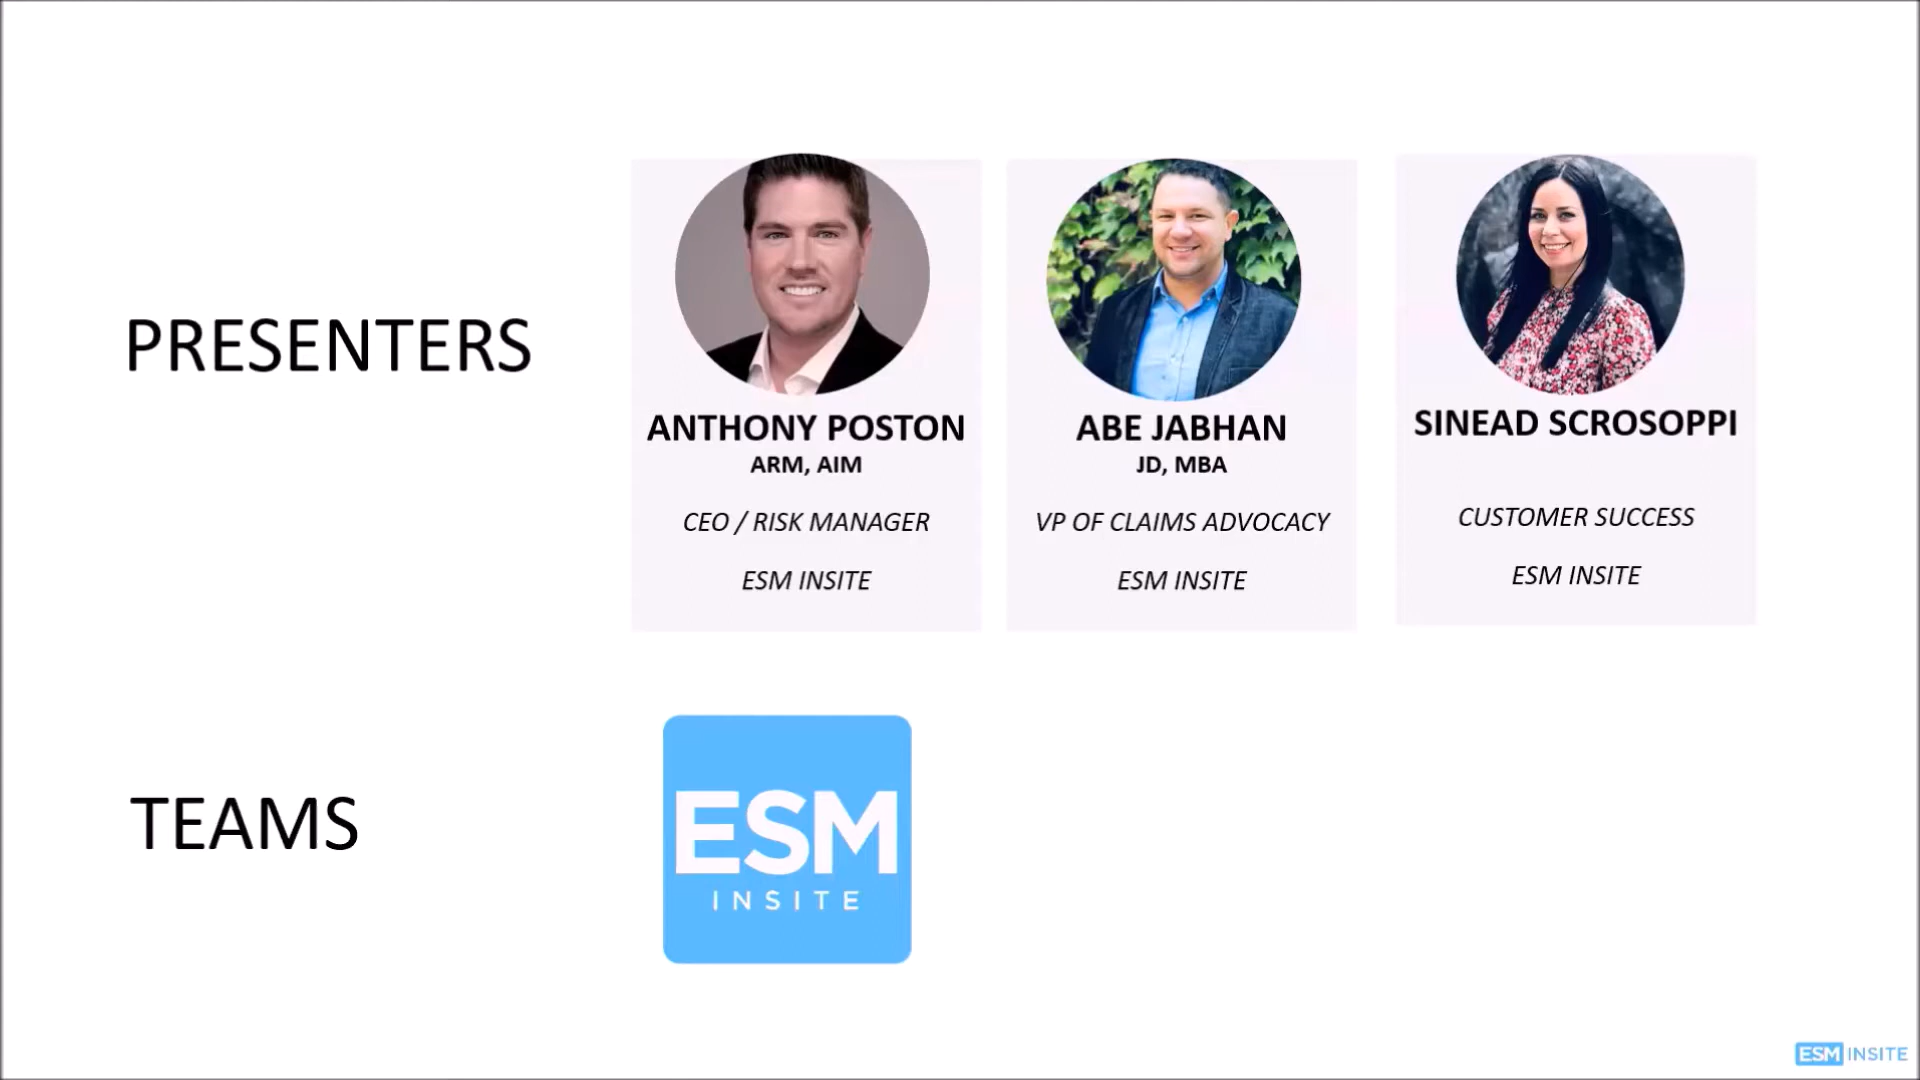 PRESENTERS
ANTHONY POSTON
ARM, AIM
CEO / RISK MANAGER
ESM INSITE
ABE JABHAN
JD, MBA
VP OF CLAIMS ADVOCACY
ESM INSITE
SINEAD SCROSOPPI
CUSTOMER SUCCESS
ESM INSITE
TEAMS
ESM
INSITE
ESM INSITE